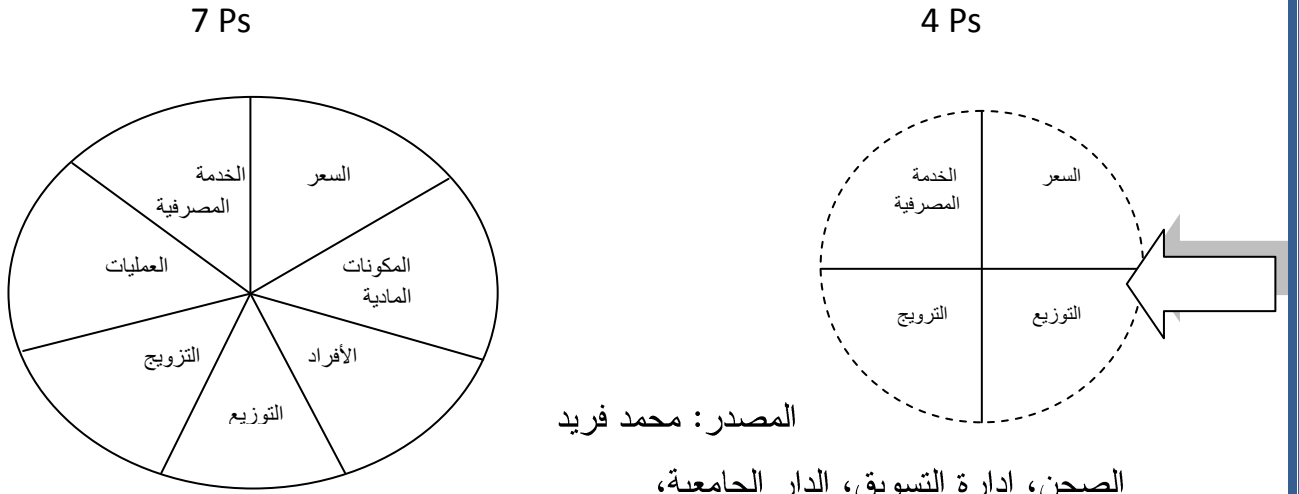 7 Ps
4 Ps
السعر
الخدمة
المصرفية
التوزيع
الترويج
السعر
الخدمة
المصرفية
المكونات
المادية
العمليات
الأفراد
التزويج
التوزيع
المصدر: محمد فريد
الصحن، ادارة التسويق، الدار الجامعية،